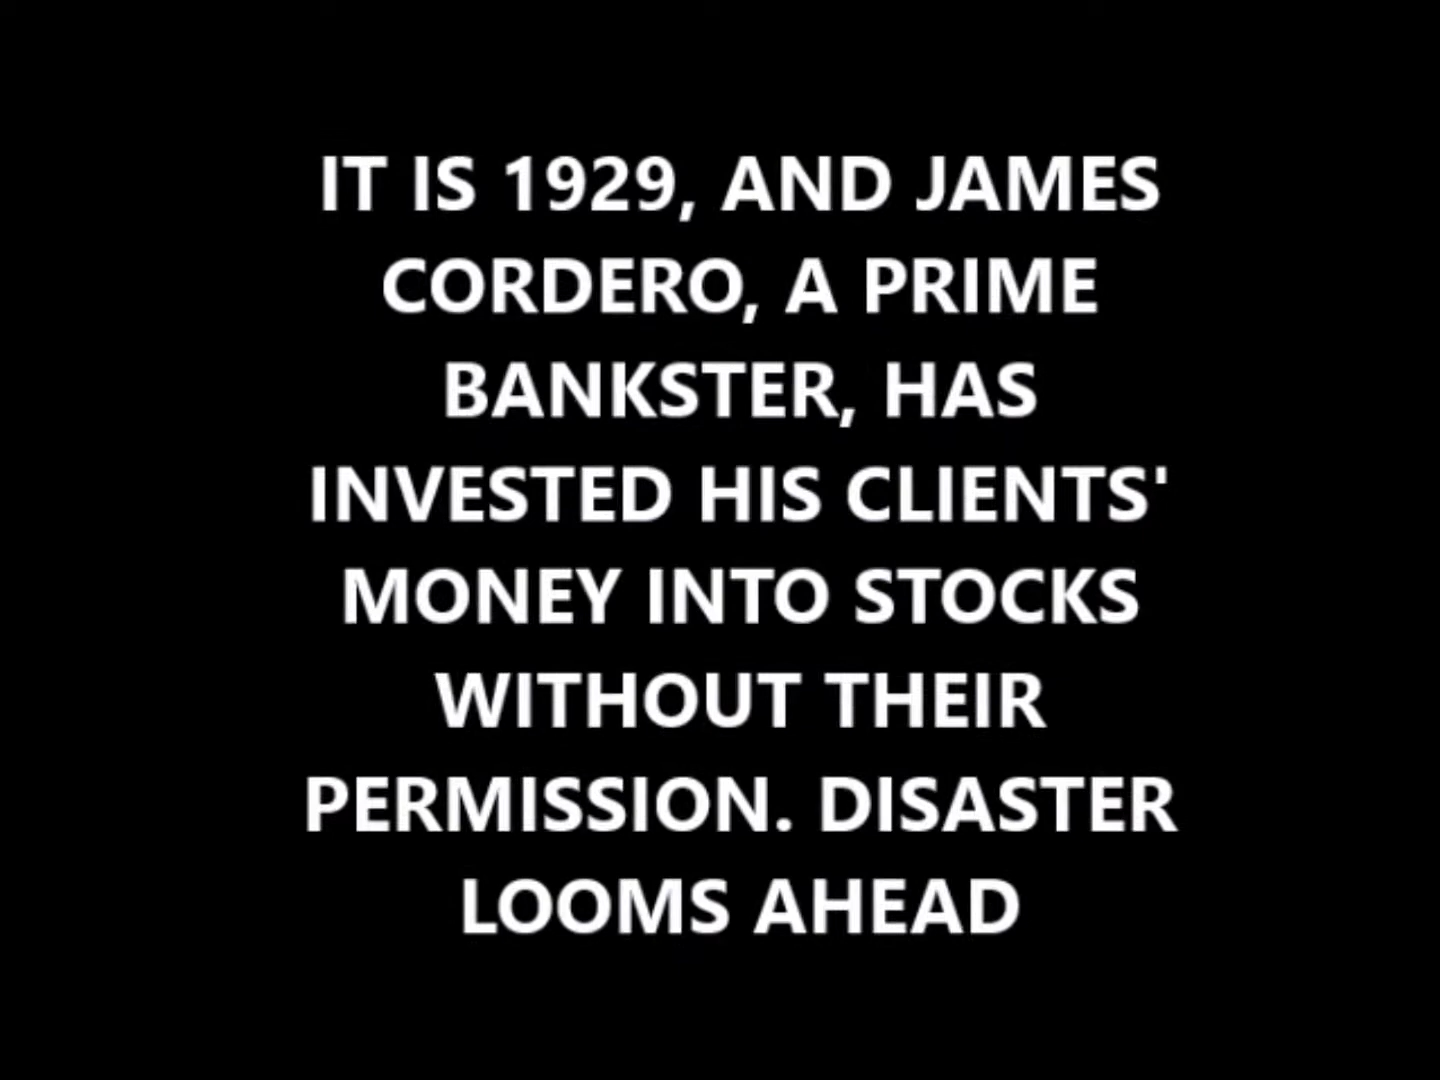 IT IS 1929, AND JAMES
CORDERO, A PRIME
BANKSTER, HAS
INVESTED HIS CLIENTS'
MONEY INTO STOCKS
WITHOUT THEIR
PERMISSION. DISASTER
LOOMS AHEAD